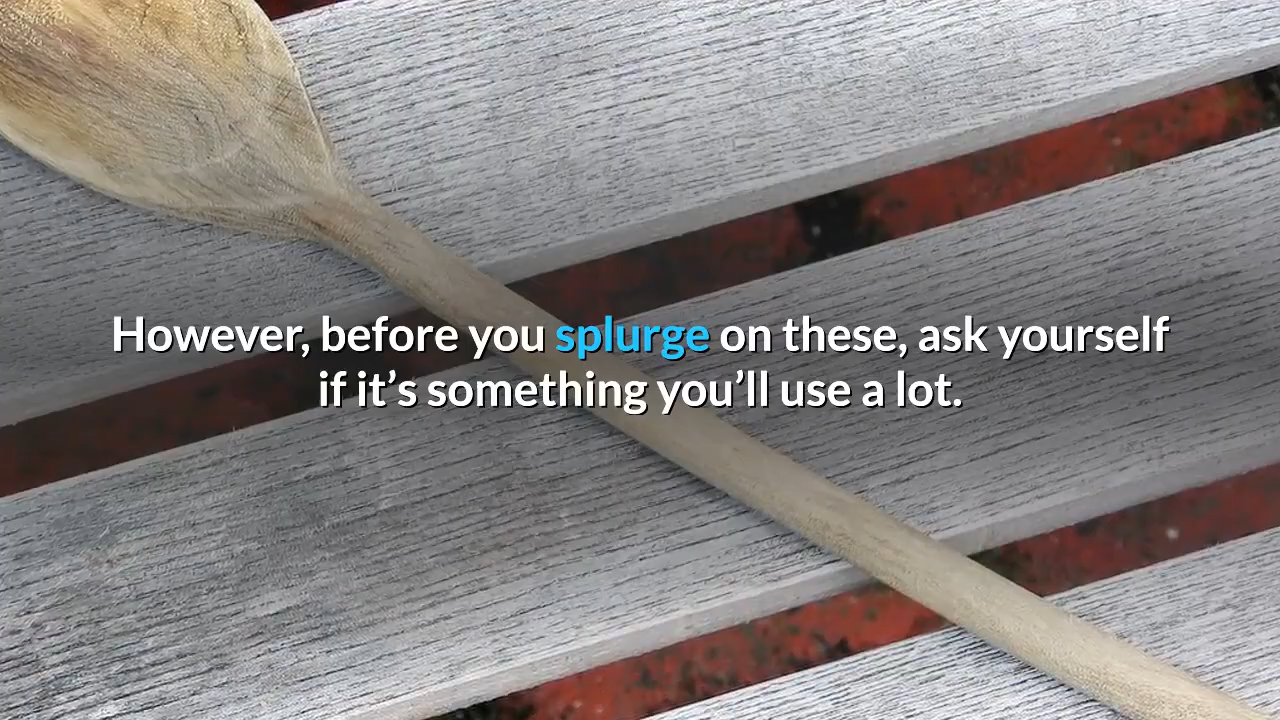 However, before you splurge on these, ask yourself
if it’s something you’ll use a lot.